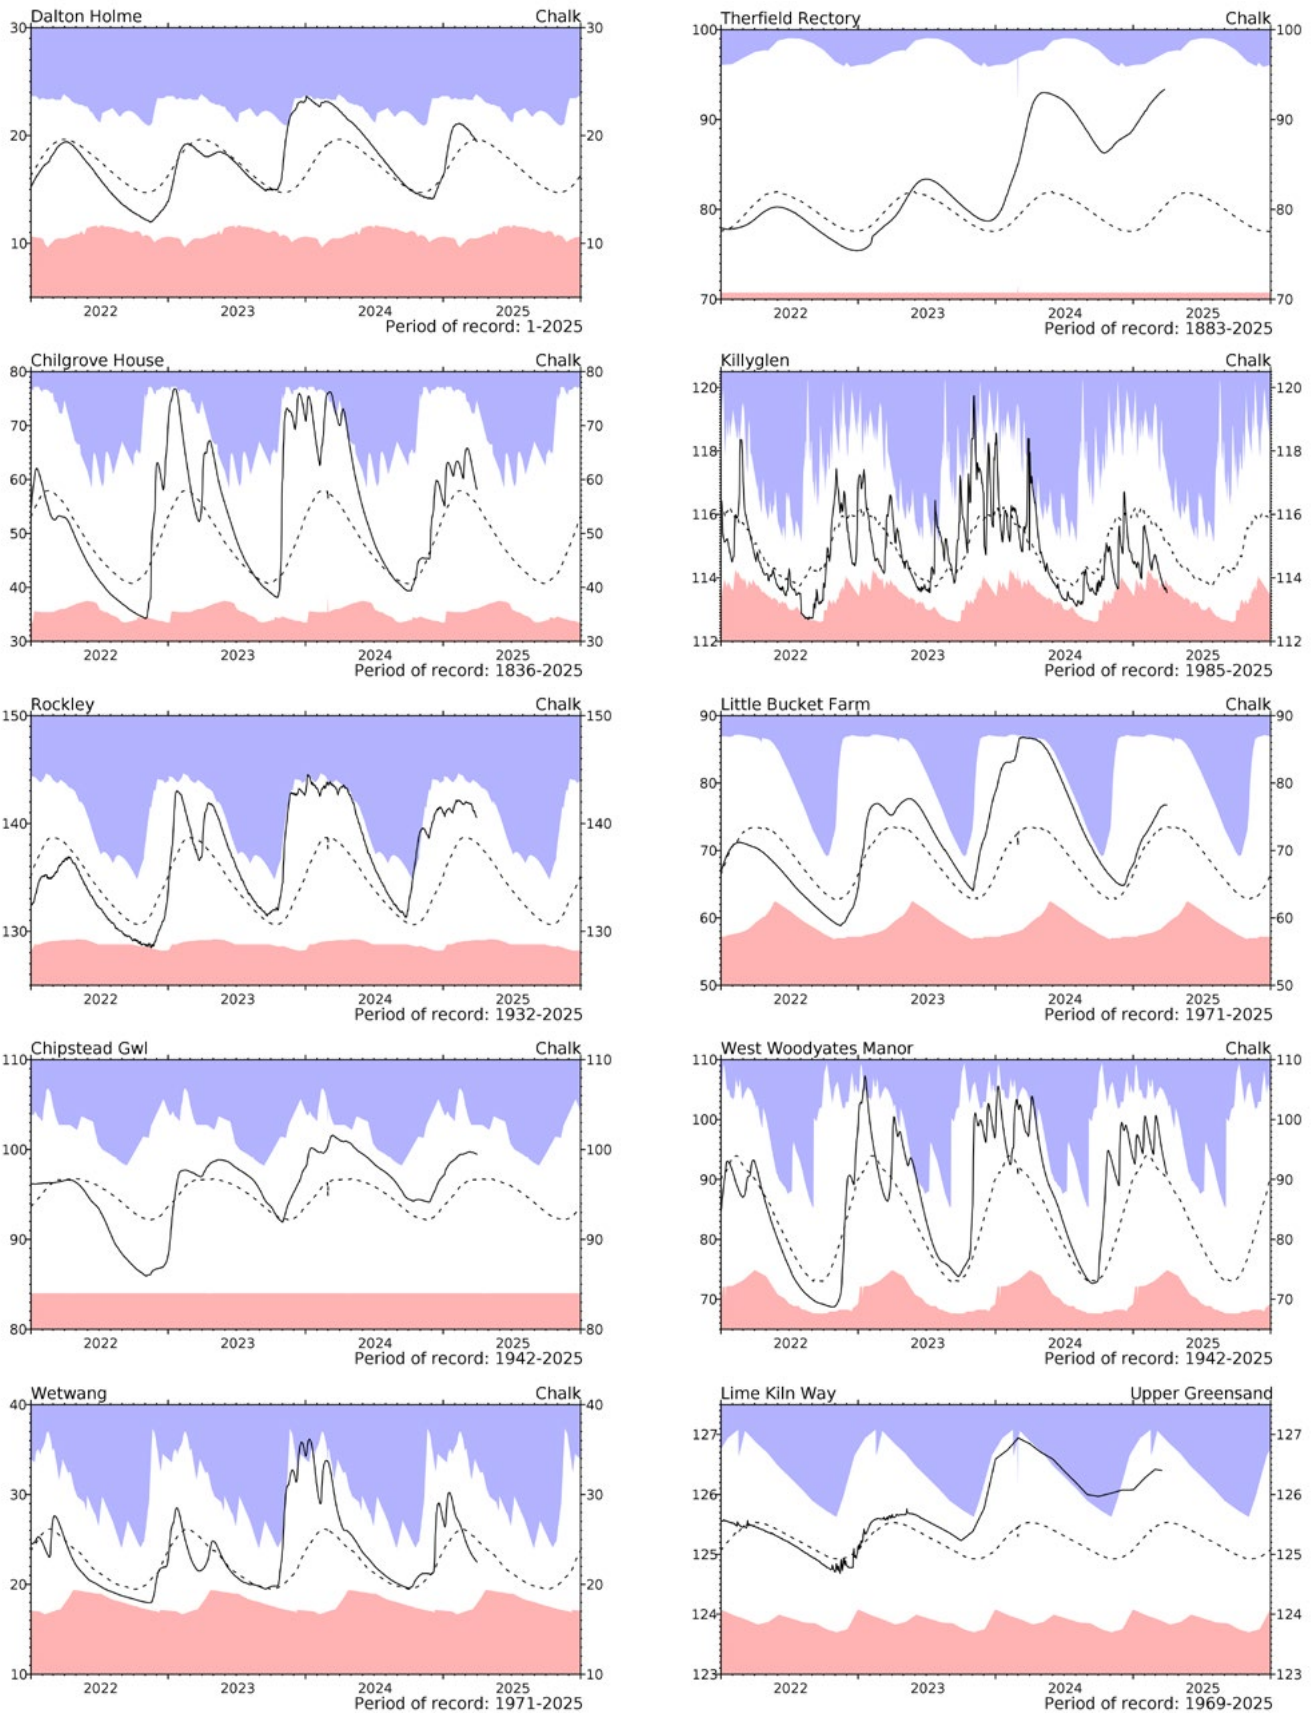 Dalton Holme Chalk
30 30
20 20
10 10
2022 2023 2024 2025
Period of record: 1-2025
Therfield Rectory Chalk
100 100
90 90
80 80
70 70
2022 2023 2024 2025
Period of record: 1883-2025
Chilgrove House Chalk
80 80
70 70
60 60
50 50
40 40
30 30
2022 2023 2024 2025
Period of record: 1836-2025
Killyglen Chalk
120 120
118 118
116 116
114 114
112 112
2022 2023 2024 2025
Period of record: 1985-2025
Rockley Chalk
150 150
140 140
130 130
2022 2023 2024 2025
Period of record: 1932-2025
Little Bucket Farm Chalk
90 90
80 80
70 70
60 60
50 50
2022 2023 2024 2025
Period of record: 1971-2025
Chipstead Gwl Chalk
110 110
100 100
90 90
80 80
2022 2023 2024 2025
Period of record: 1942-2025
West Woodyates Manor Chalk
110 110
100 100
90 90
80 80
70 70
2022 2023 2024 2025
Period of record: 1942-2025
Wetwang Chalk
40 40
30 30
20 20
10 10
2022 2023 2024 2025
Period of record: 1971-2025
Lime Kiln Way Upper Greensand
127 127
126 126
125 125
124 124
123 123
2022 2023 2024 2025
Period of record: 1969-2025